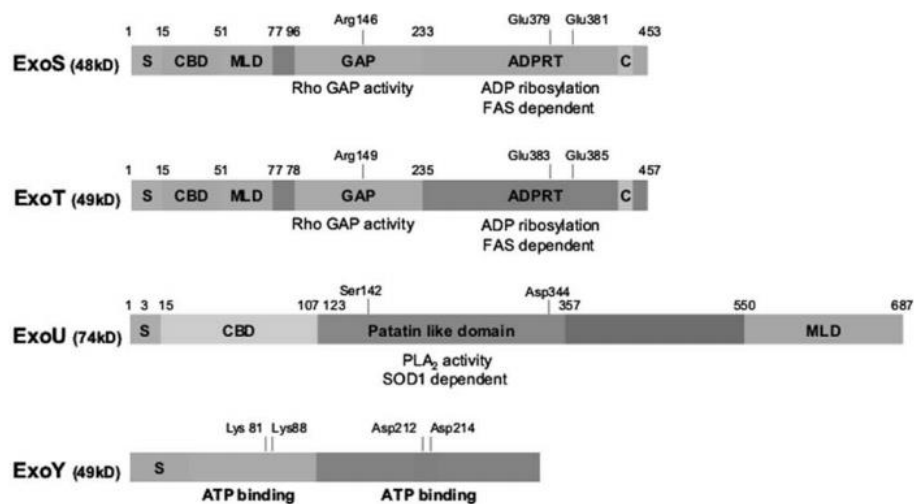 Arg146 Glu379 Glu381
1 15 51 77 96 233 453
ExoS (48kD) S CBD MLD GAP ADPRT C
Rho GAP activity ADP ribosylation
FAS dependent
Arg149 Glu383 Glu385
1 15 51 77 78 235 457
ExoT (49kD) S CBD MLD GAP ADPRT C
Rho GAP activity ADP ribosylation
FAS dependent
Ser142 Asp344
1 3 15 107 123 357 550 687
ExoU (74kD) S CBD Patatin like domain MLD
PLA₂ activity
SOD1 dependent
Lys 81 Lys88 Asp212 Asp214
ExoY (49kD) S
ATP binding ATP binding